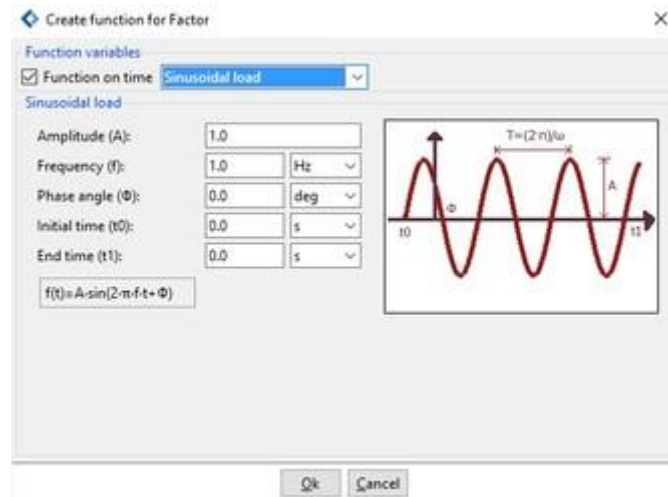 Create function for Factor
Function variables
Function on time Sinusoidal load
Sinusoidal load
Amplitude (A): 1.0
Frequency (f): 1.0 Hz
Phase angle (Φ): 0.0 deg
Initial time (t0): 0.0 s
End time (t1): 0.0 s
f(t)=A·sin(2·π·f·t+Φ)
T=(2·π)/ω
A
Φ
t0
t1
Ok Cancel